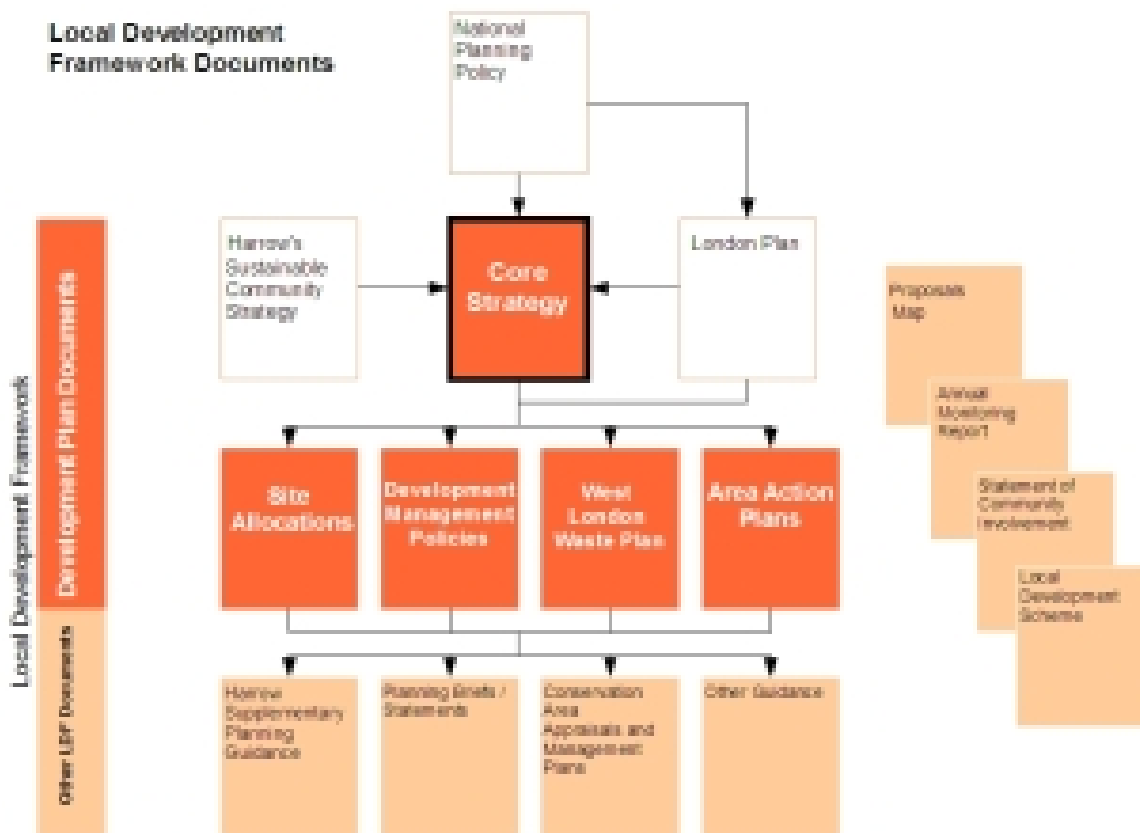 Local Development
Framework Documents
National
Planning
Policy
Harrow's
Sustainable
Community
Strategy
Core
Strategy
London Plan
Proposals
Map
Annual
Monitoring
Report
Statement of
Community
Involvement
Local
Development
Scheme
Local Development Framework
Development Plan Documents
Other LDF Documents
Site
Allocations
Development
Management
Policies
West
London
Waste Plan
Area Action
Plans
Harrow
Supplementary
Planning
Guidance
Planning Briefs /
Statements
Conservation
Area
Appraisals and
Management
Plans
Other Guidance